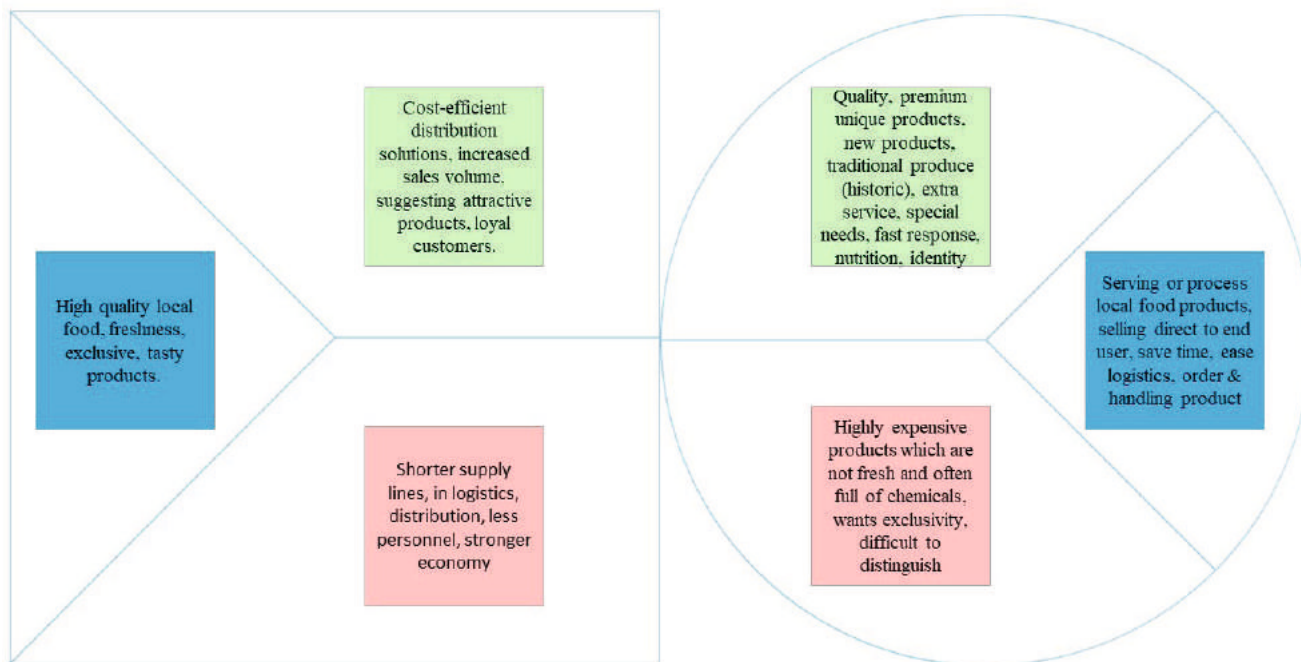 Cost-efficient
distribution
solutions, increased
sales volume,
suggesting attractive
products, loyal
customers.
Quality, premium
unique products,
new products,
traditional produce
(historic), extra
service, special
needs, fast response,
nutrition, identity
High quality local
food, freshness,
exclusive, tasty
products.
Serving or process
local food products,
selling direct to end
user, save time, ease
logistics, order &
handling product
Shorter supply
lines, in logistics,
distribution, less
personnel, stronger
economy
Highly expensive
products which are
not fresh and often
full of chemicals,
wants exclusivity,
difficult to
distinguish